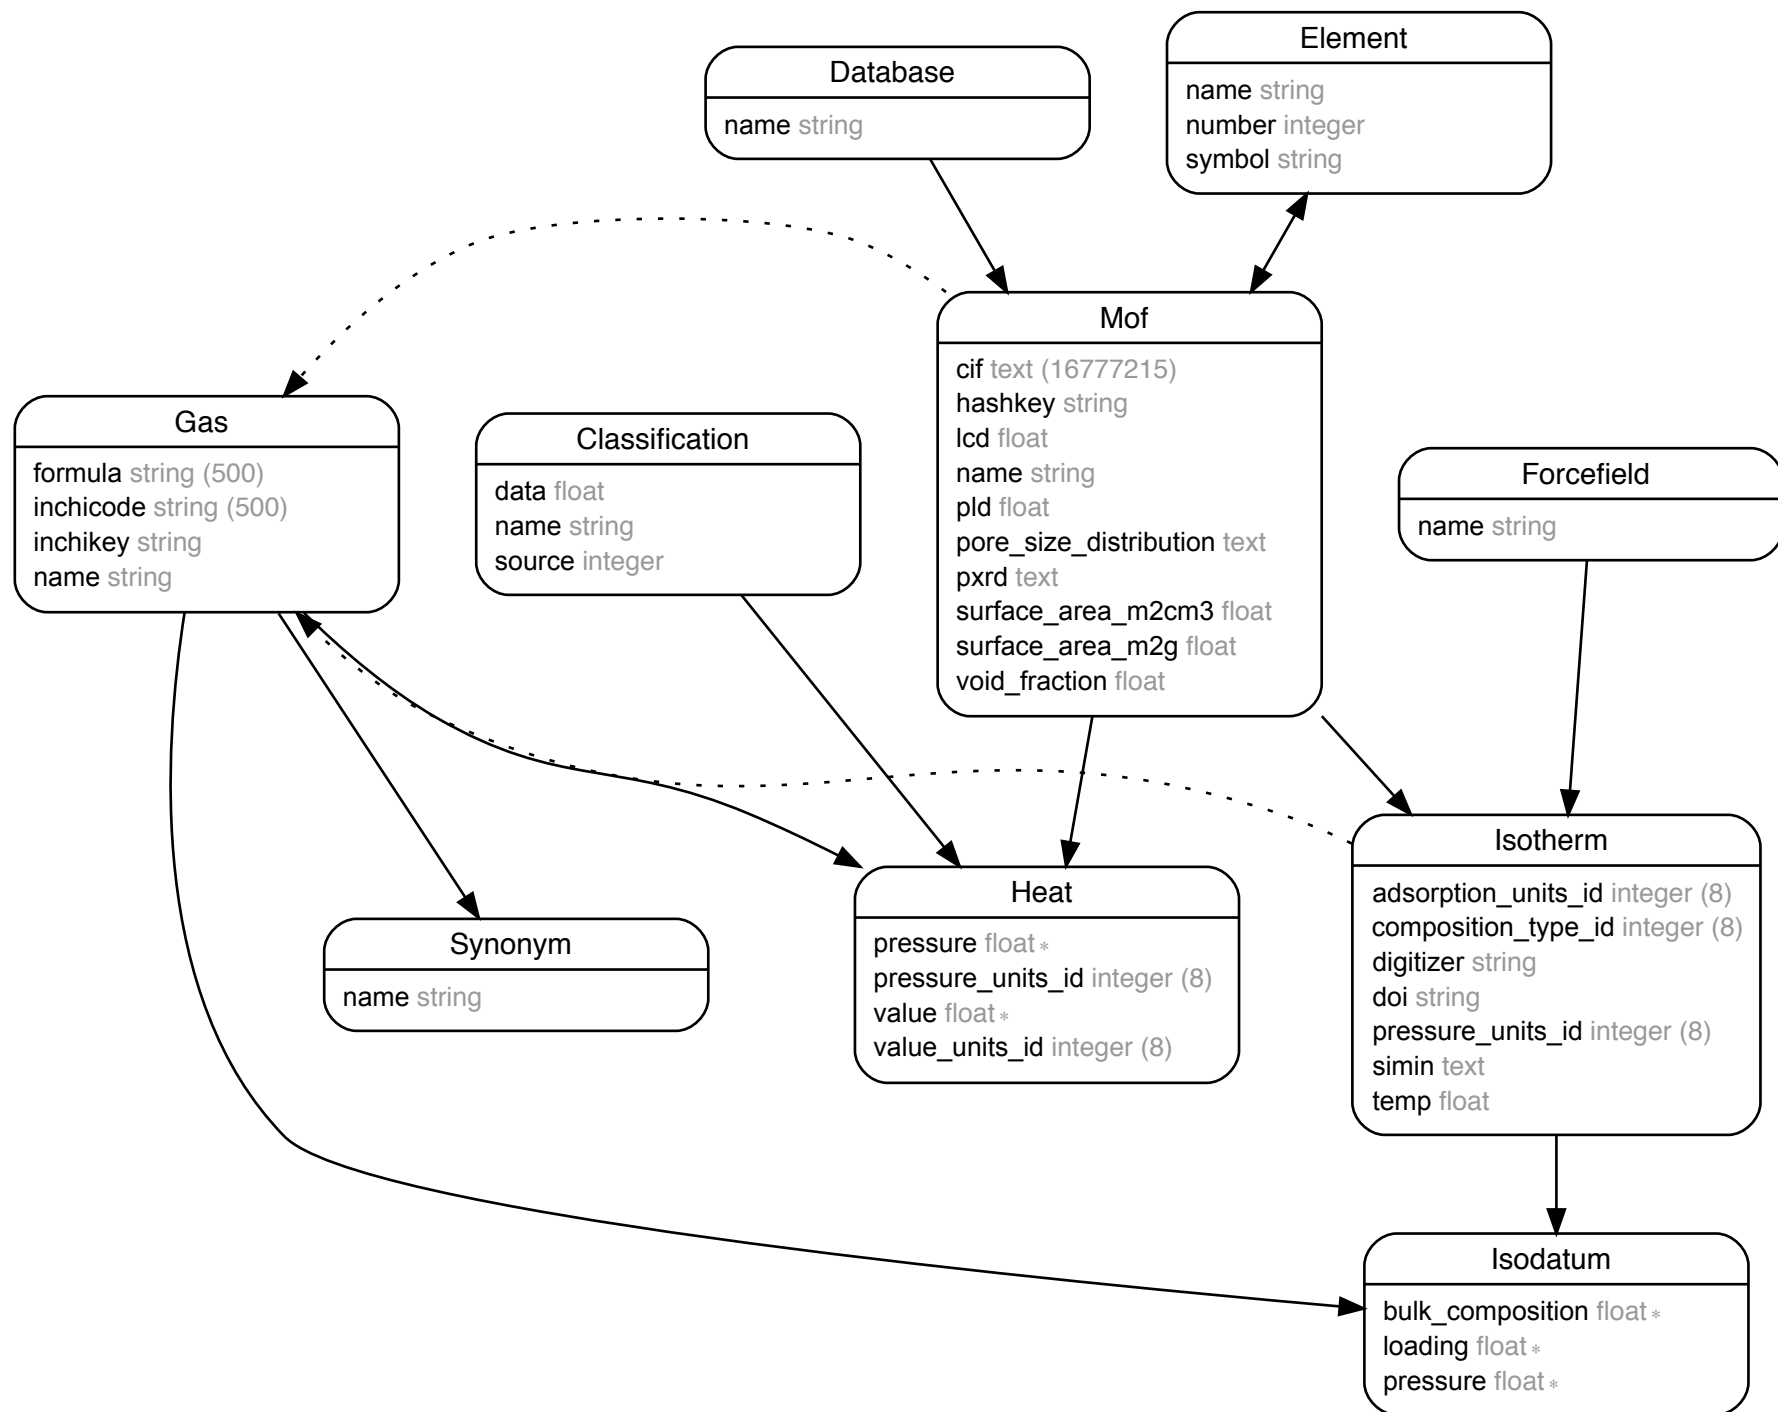 Database
name string
Element
name string
number integer
symbol string
Mof
cif text (16777215)
hashkey string
lcd float
name string
pld float
pore_size_distribution text
pxrd text
surface_area_m2cm3 float
surface_area_m2g float
void_fraction float
Gas
formula string (500)
inchicode string (500)
inchikey string
name string
Classification
data float
name string
source integer
Forcefield
name string
Isotherm
adsorption_units_id integer (8)
composition_type_id integer (8)
digitizer string
doi string
pressure_units_id integer (8)
simin text
temp float
Heat
pressure float *
pressure_units_id integer (8)
value float *
value_units_id integer (8)
Synonym
name string
Isodatum
bulk_composition float *
loading float *
pressure float *